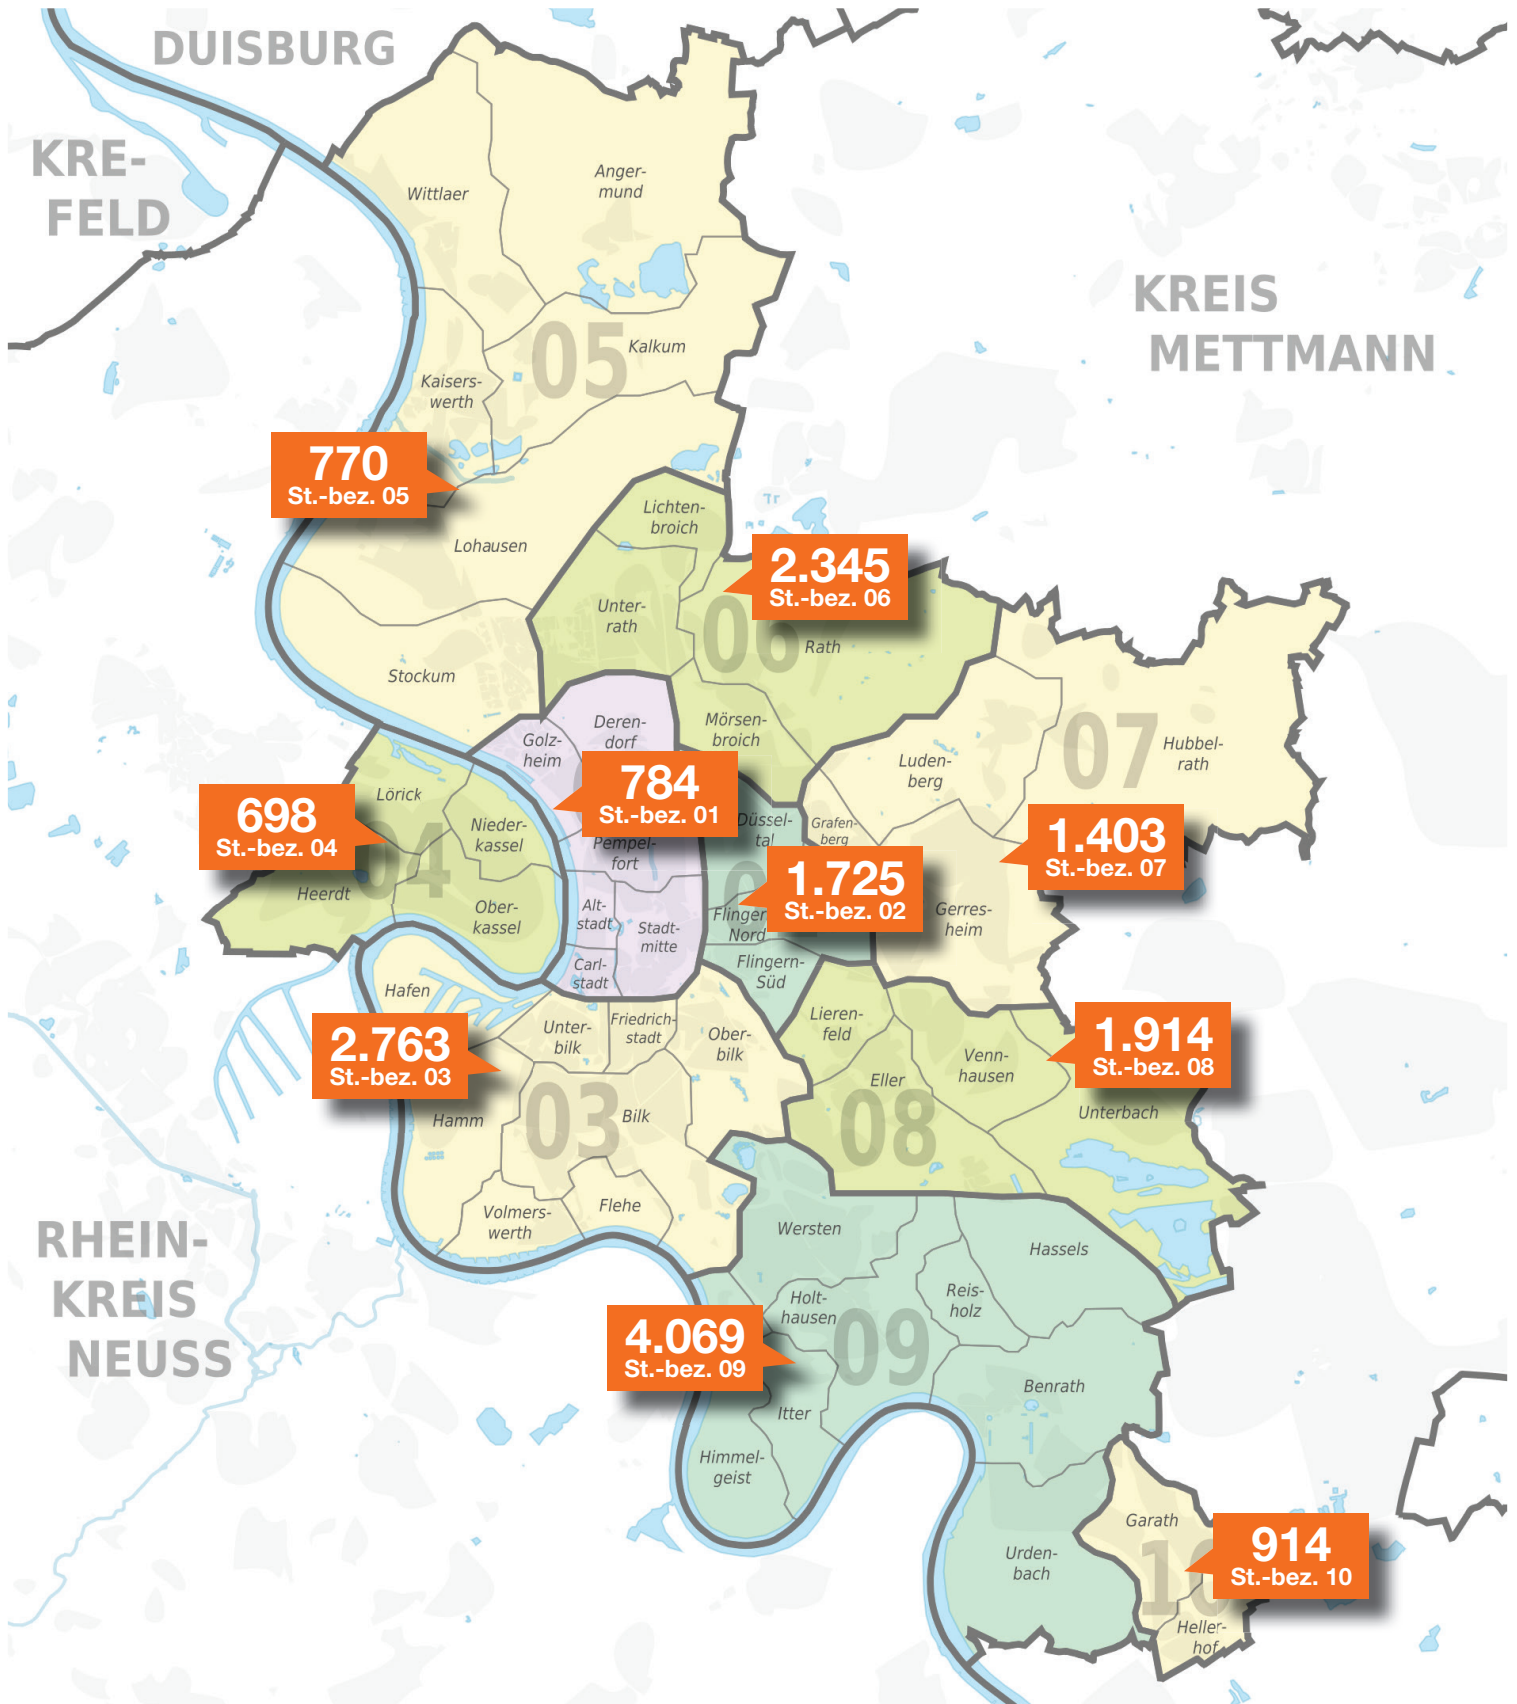 DUISBURG
KRE-
FELD
Anger-
mund
Wittlaer
KREIS
METTMANN
05
Kalkum
Kaisers-
werth
770
St.-bez. 05
Lichten-
broich
Lohausen
2.345
St.-bez. 06
Unter-
rath
06
Rath
Stockum
Deren-
dorf
Golz-
heim
Mörsen-
broich
07
Hubbel-
rath
Luden-
berg
Lörick
784
St.-bez. 01
698
St.-bez. 04
Nieder-
kassel
Düssel-
tal
Grafen-
berg
1.403
St.-bez. 07
Pempel-
fort
04
Heerdt
1.725
St.-bez. 02
Ober-
kassel
Alt-
stadt
Stadt-
mitte
Flingern
Nord
Gerres-
heim
Carl-
stadt
Flingern-
Süd
Hafen
Unter-
bilk
Friedrich-
stadt
Ober-
bilk
Lieren-
feld
2.763
St.-bez. 03
1.914
St.-bez. 08
Venn-
hausen
Eller
Hamm
03
Bilk
08
Unterbach
Volmers-
werth
Flehe
Wersten
RHEIN-
KREIS
NEUSS
Hassels
Reis-
holz
Holt-
hausen
4.069
St.-bez. 09
09
Benrath
Itter
Himmel-
geist
Garath
914
St.-bez. 10
Urden-
bach
10
Heller-
hof